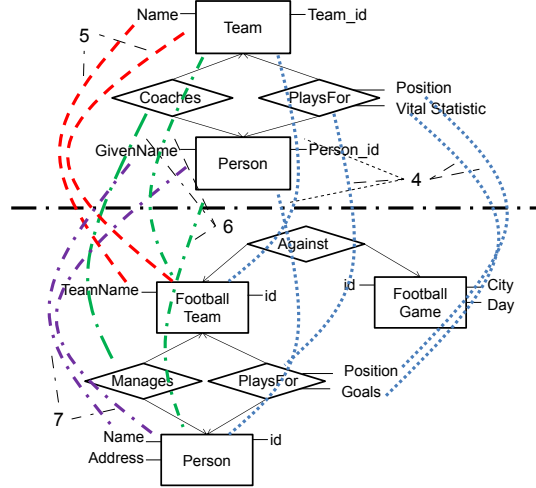 Name
Team_id
Team
5
Coaches
PlaysFor
Position
Vital Statistic
GivenName
Person_id
Person
4
6
Against
TeamName
Football
Team
id
id
Football
Game
City
Day
Manages
PlaysFor
Position
Goals
7
Name
Address
Person
id